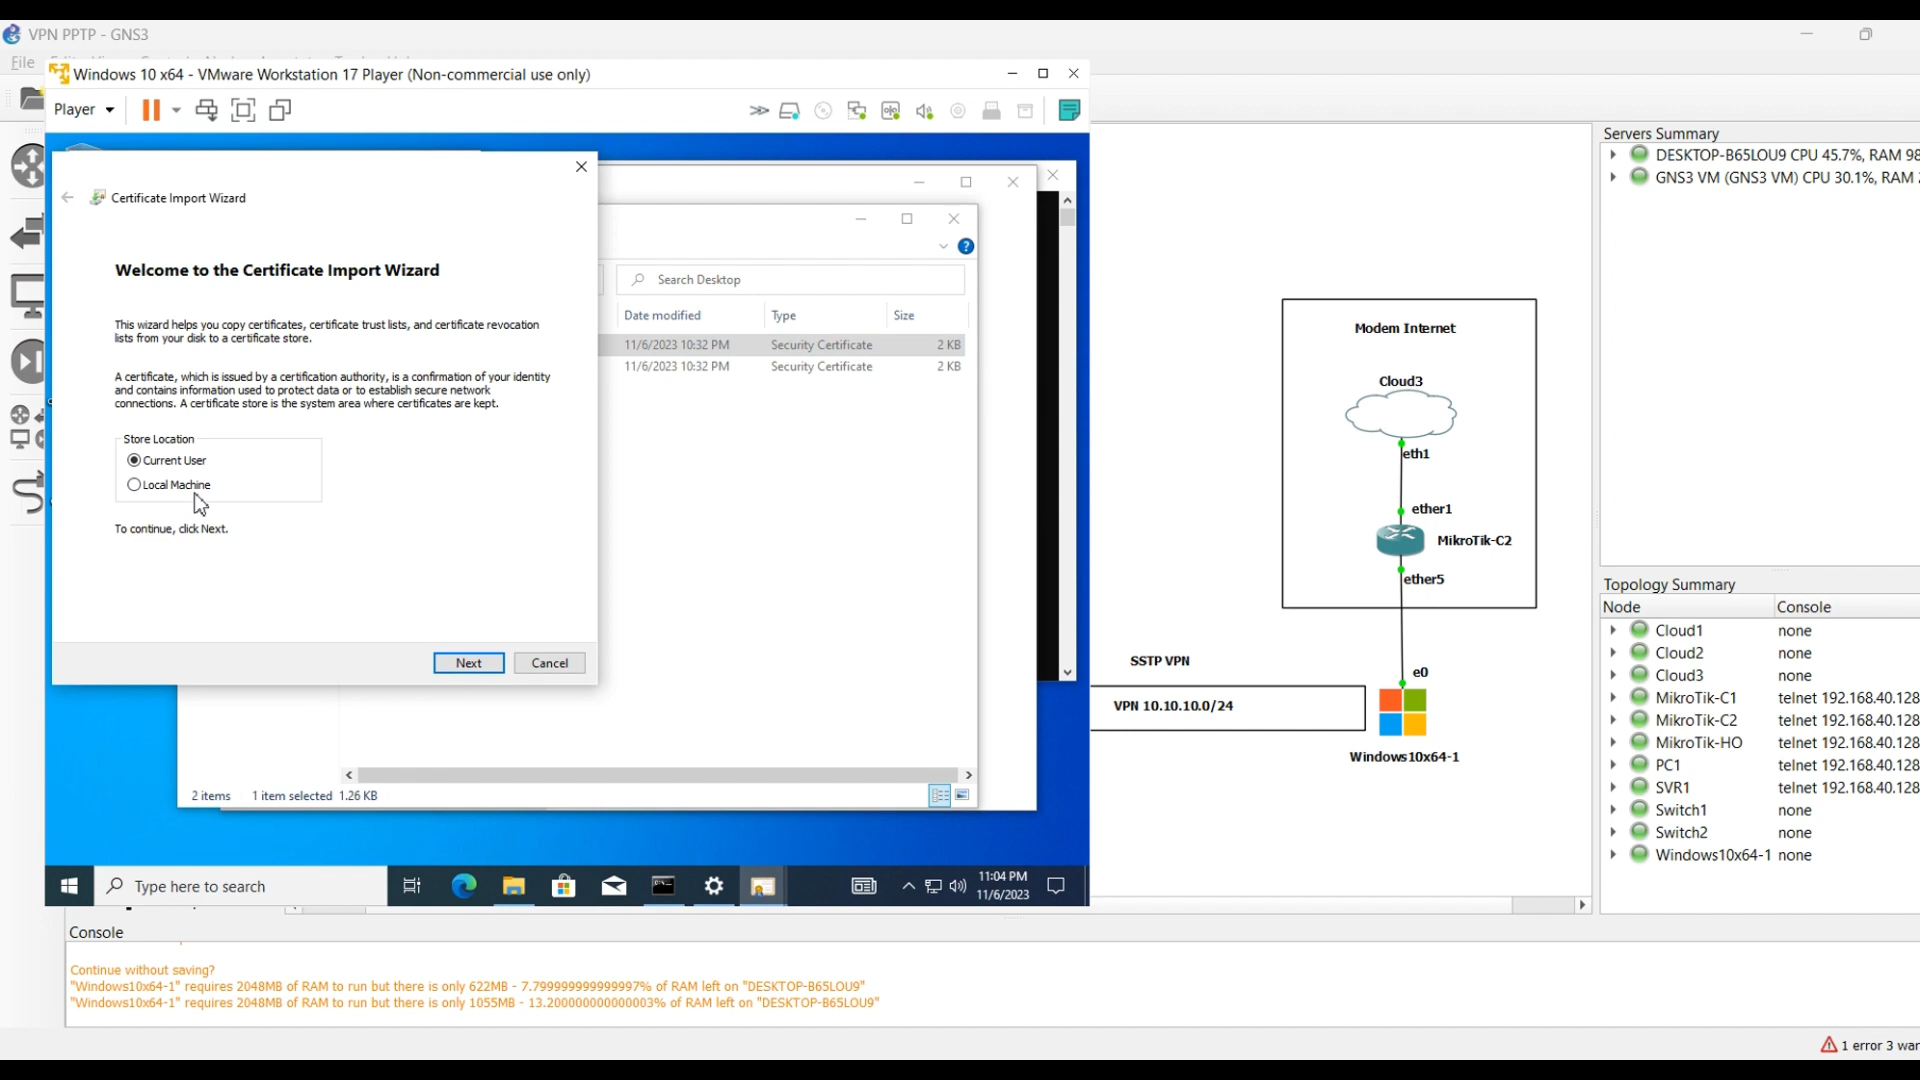 VPN PPTP - GNS3
File
Windows 10 x64 - VMware Workstation 17 Player (Non-commercial use only)
Player
Certificate Import Wizard
Welcome to the Certificate Import Wizard
This wizard helps you copy certificates, certificate trust lists, and certificate revocation
lists from your disk to a certificate store.
A certificate, which is issued by a certification authority, is a confirmation of your identity
and contains information used to protect data or to establish secure network
connections. A certificate store is the system area where certificates are kept.
Store Location
Current User
Local Machine
To continue, click Next.
Next
Cancel
Search Desktop
Date modified
Type
Size
11/6/2023 10:32 PM
Security Certificate
2 KB
11/6/2023 10:32 PM
Security Certificate
2 KB
2 items
1 item selected 1.26 KB
Type here to search
11:04 PM
11/6/2023
Modem Internet
Cloud3
eth1
ether1
MikroTik-C2
ether5
e0
SSTP VPN
VPN 10.10.10.0/24
Windows10x64-1
Servers Summary
DESKTOP-B65LOU9 CPU 45.7%, RAM 98
GNS3 VM (GNS3 VM) CPU 30.1%, RAM
Topology Summary
Node
Console
Cloud1 none
Cloud2 none
Cloud3 none
MikroTik-C1 telnet 192.168.40.128
MikroTik-C2 telnet 192.168.40.128
MikroTik-HO telnet 192.168.40.128
PC1 telnet 192.168.40.128
SVR1 telnet 192.168.40.128
Switch1 none
Switch2 none
Windows10x64-1 none
Console
Continue without saving?
"Windows10x64-1" requires 2048MB of RAM to run but there is only 622MB - 7.799999999999997% of RAM left on "DESKTOP-B65LOU9"
"Windows10x64-1" requires 2048MB of RAM to run but there is only 1055MB - 13.200000000000003% of RAM left on "DESKTOP-B65LOU9"
1 error 3 war